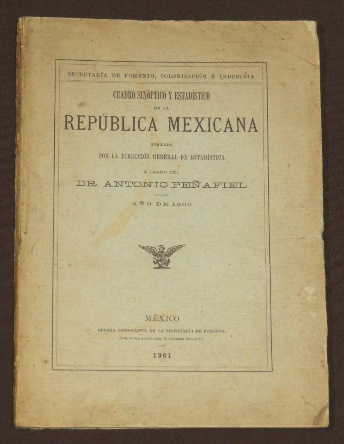 SECRETARÍA DE FOMENTO, COLONIZACIÓN É INDUSTRIA
CUADRO SINÓPTICO Y ESTADÍSTICO
DE LA
REPÚBLICA MEXICANA
FORMADO
POR LA DIRECCIÓN GENERAL DE ESTADÍSTICA
Á CARGO DEL
DR. ANTONIO PEÑAFIEL
AÑO DE 1900
MÉXICO
OFICINA TIPOGRÁFICA DE LA SECRETARÍA DE FOMENTO
1901